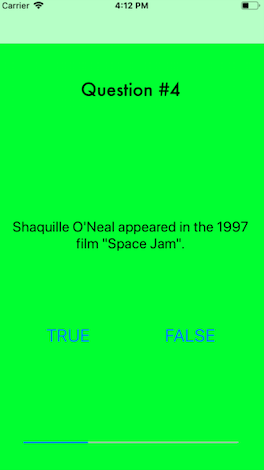 Carrier 4:12 PM
Question #4
Shaquille O'Neal appeared in the 1997
film "Space Jam".
TRUE FALSE